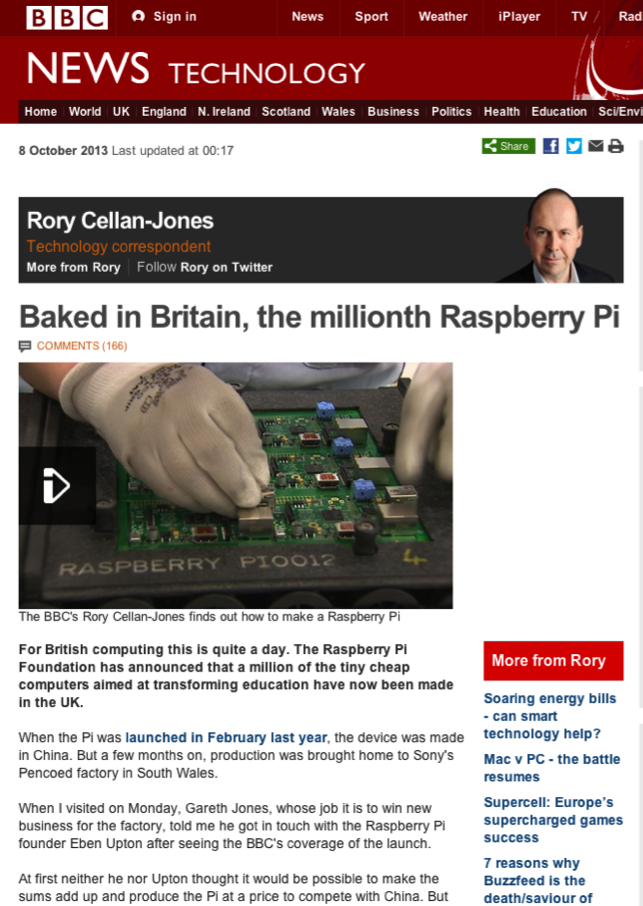 BBC Sign in News Sport Weather iPlayer TV Rad
NEWS TECHNOLOGY
Home World UK England N. Ireland Scotland Wales Business Politics Health Education Sci/Envi
8 October 2013 Last updated at 00:17
Share
Rory Cellan-Jones
Technology correspondent
More from Rory Follow Rory on Twitter
Baked in Britain, the millionth Raspberry Pi
COMMENTS (166)
RASPBERRY PI0012 4
The BBC's Rory Cellan-Jones finds out how to make a Raspberry Pi
For British computing this is quite a day. The Raspberry Pi
Foundation has announced that a million of the tiny cheap
computers aimed at transforming education have now been made
in the UK.
When the Pi was launched in February last year, the device was made
in China. But a few months on, production was brought home to Sony's
Pencoed factory in South Wales.
When I visited on Monday, Gareth Jones, whose job it is to win new
business for the factory, told me he got in touch with the Raspberry Pi
founder Eben Upton after seeing the BBC's coverage of the launch.
At first neither he nor Upton thought it would be possible to make the
sums add up and produce the Pi at a price to compete with China. But
More from Rory
Soaring energy bills
- can smart
technology help?
Mac v PC - the battle
resumes
Supercell: Europe's
supercharged games
success
7 reasons why
Buzzfeed is the
death/saviour of